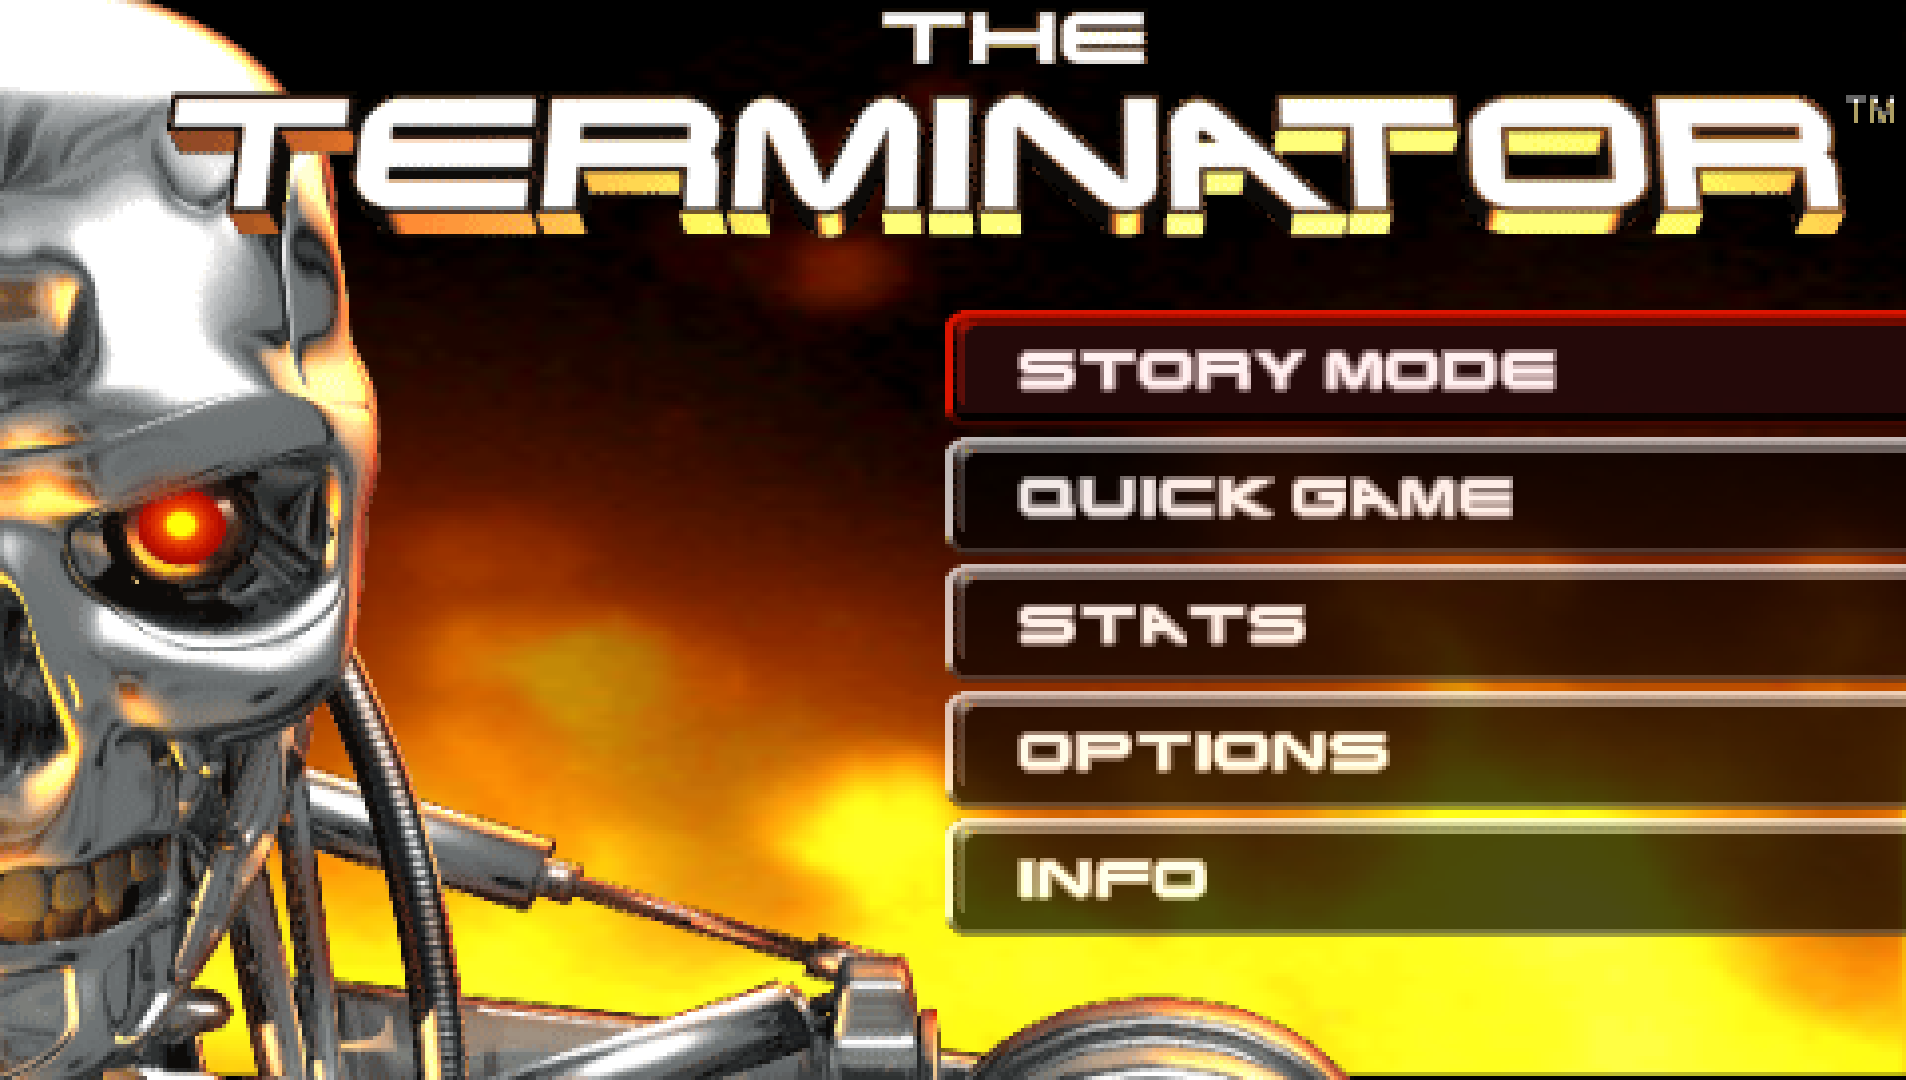 THE
TERMINATOR™
STORY MODE
QUICK GAME
STATS
OPTIONS
INFO